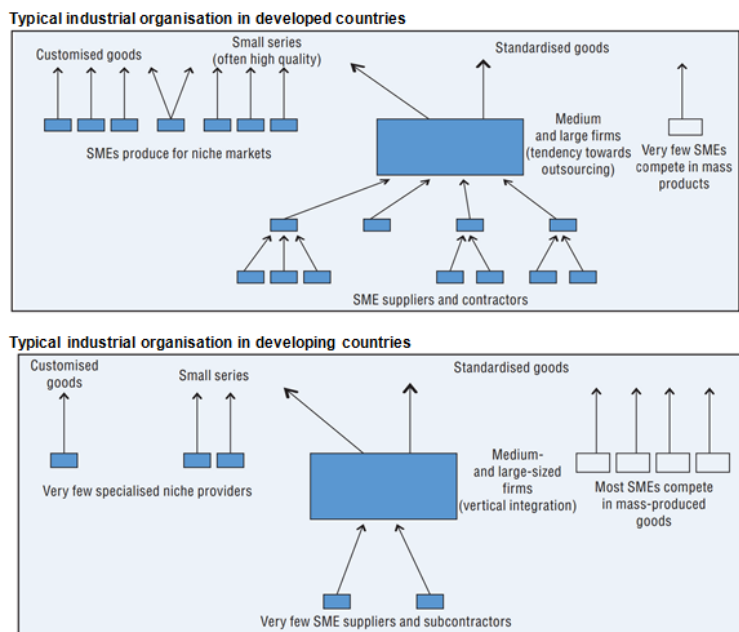 Typical industrial organisation in developed countries
Customised goods
Small series
(often high quality)
Standardised goods
SMEs produce for niche markets
Medium
and large firms
(tendency towards
outsourcing)
Very few SMEs
compete in mass
products
SME suppliers and contractors
Typical industrial organisation in developing countries
Customised
goods
Small series
Standardised goods
Very few specialised niche providers
Medium-
and large-sized
firms
(vertical integration)
Most SMEs compete
in mass-produced
goods
Very few SME suppliers and subcontractors